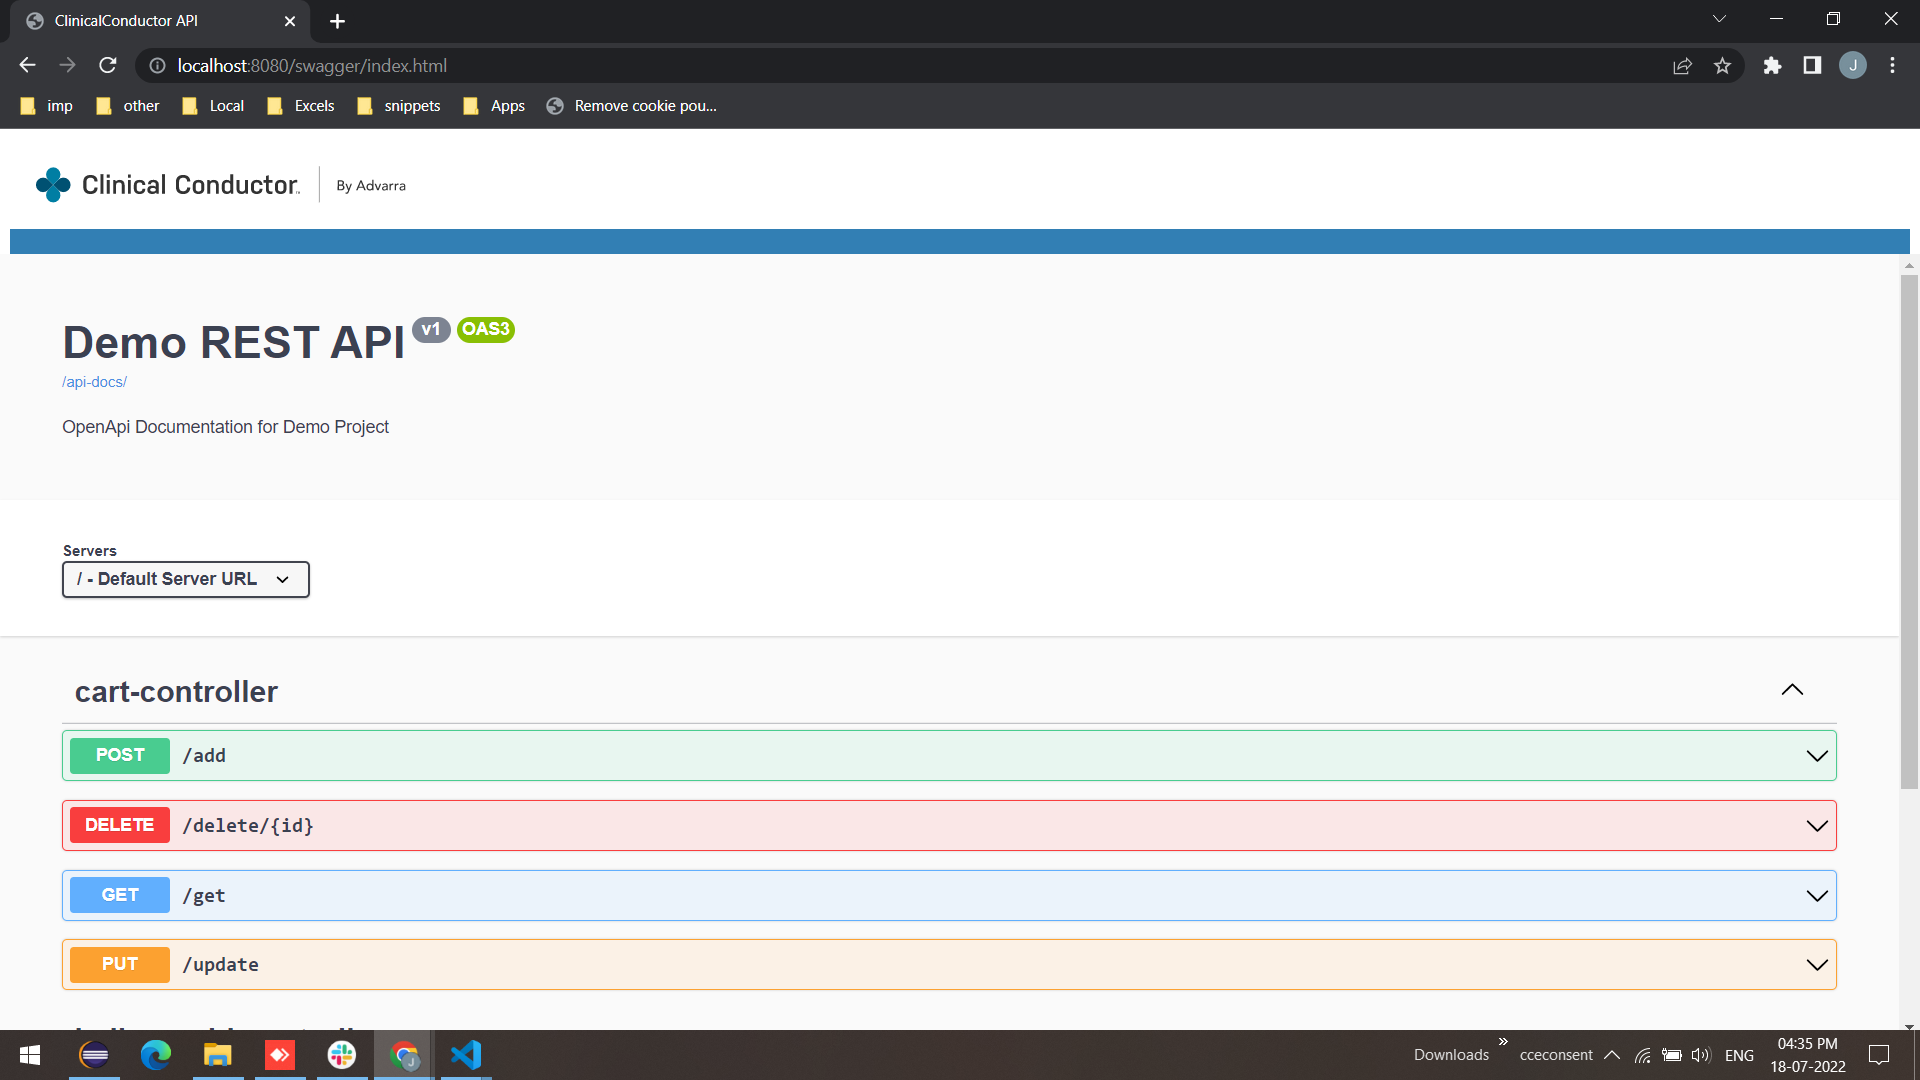 ClinicalConductor API
localhost:8080/swagger/index.html
J
imp
other
Local
Excels
snippets
Apps
Remove cookie pou...
Clinical Conductor™
By Advarra
Demo REST API v1 OAS3
/api-docs/
OpenApi Documentation for Demo Project
Servers
/ - Default Server URL
cart-controller
POST /add
DELETE /delete/{id}
GET /get
PUT /update
Downloads
cceconsent
ENG
04:35 PM
18-07-2022